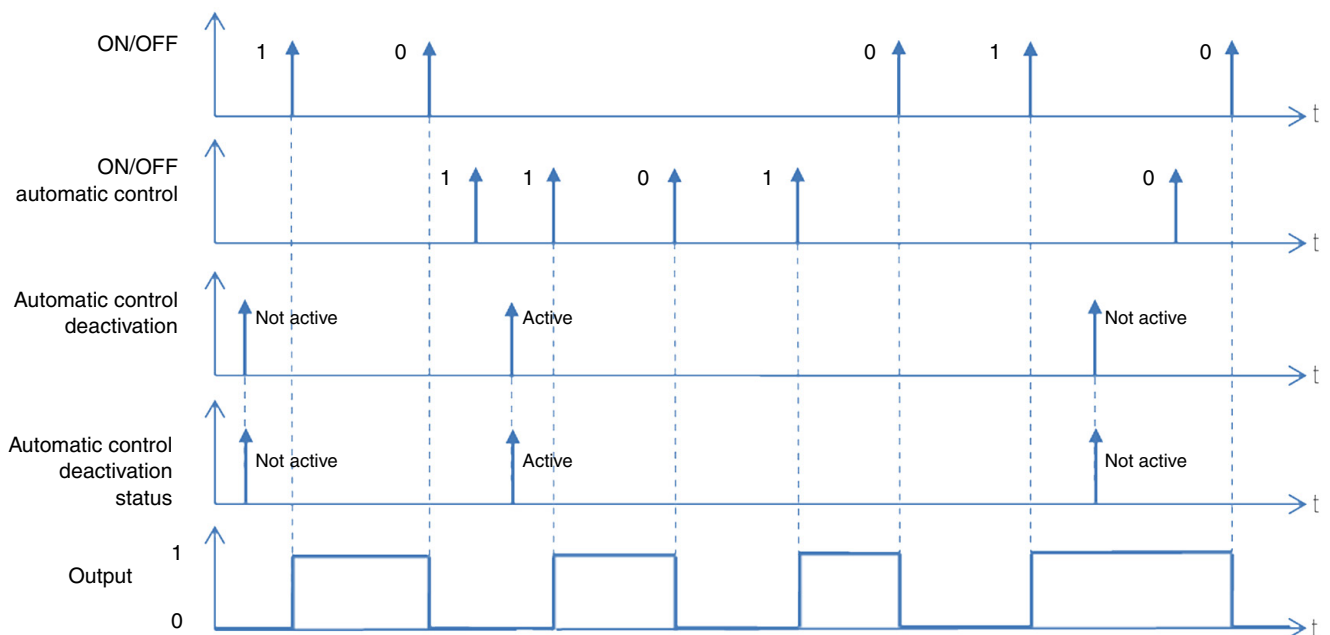 ON/OFF
1 0 0 1 0
t
ON/OFF
automatic control
1 1 0 1 0
t
Automatic control
deactivation
Not active Active Not active
t
Automatic control
deactivation
status
Not active Active Not active
t
1
Output
0
t